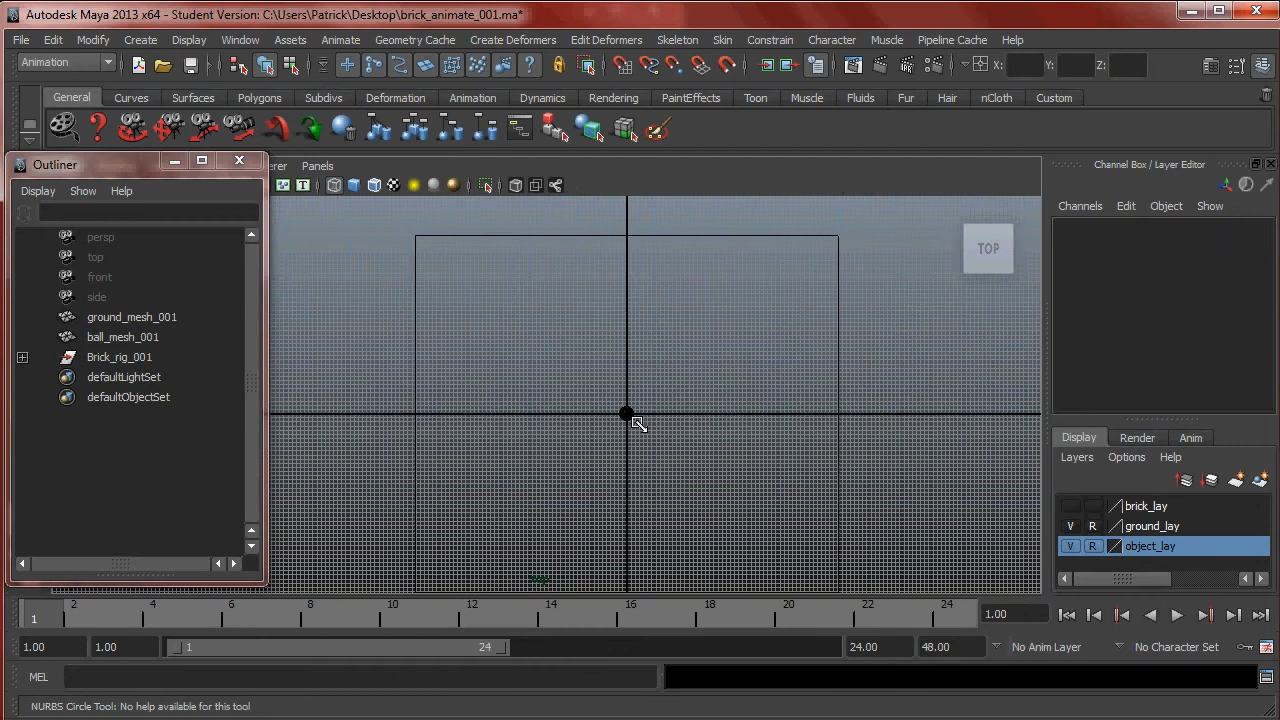 Autodesk Maya 2013 x64 - Student Version: C:\Users\Patrick\Desktop\brick_animate_001.ma*
File Edit Modify Create Display Window Assets Animate Geometry Cache Create Deformers Edit Deformers Skeleton Constrain Character Muscle Pipeline Cache Help
Animation X: Y: Z:
General Curves Surfaces Polygons Subdivs Deformation Animation Dynamics Rendering PaintEffects Toon Muscle Fluids Fur Hair nCloth Custom
Outliner
Display Show Help
persp
top
front
side
ground_mesh_001
ball_mesh_001
Brick_rig_001
defaultLightSet
defaultObjectSet
erer Panels
TOP
Channel Box / Layer Editor
Channels Edit Object Show
Display Render Anim
Layers Options Help
brick_lay
V R ground_lay
V R object_lay
2 4 6 8 10 12 14 16 18 20 22 24
1 1.00
1.00 1.00 1 24 24.00 48.00 No Anim Layer No Character Set
MEL
NURBS Circle Tool: No help available for this tool